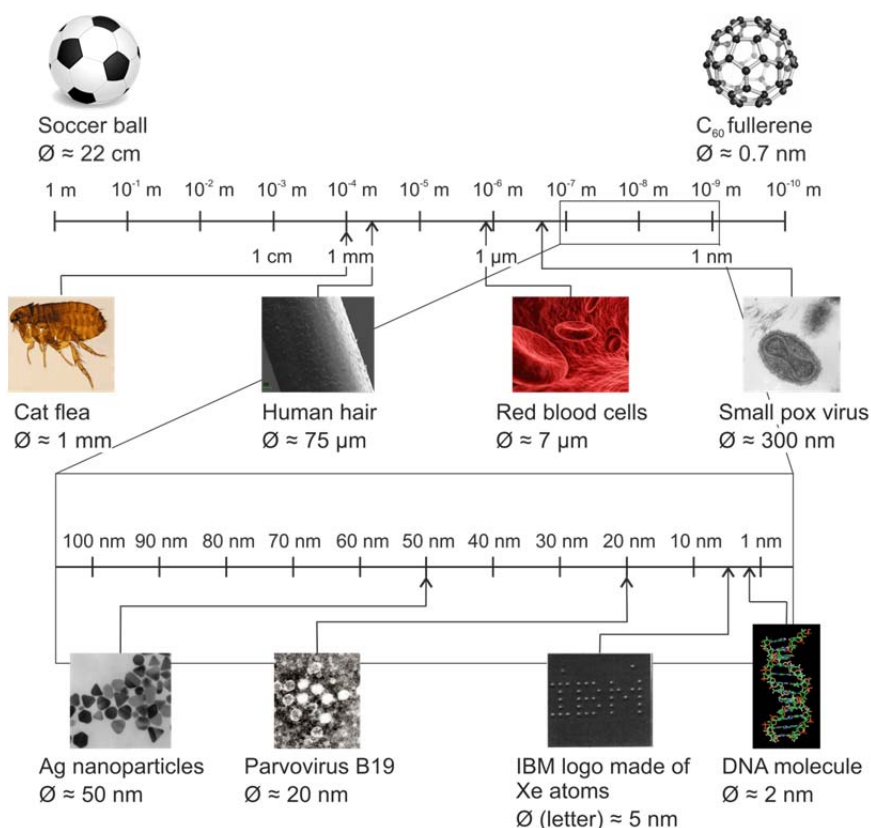 Soccer ball
Ø ≈ 22 cm
C₆₀ fullerene
Ø ≈ 0.7 nm
1 m 10⁻¹ m 10⁻² m 10⁻³ m 10⁻⁴ m 10⁻⁵ m 10⁻⁶ m 10⁻⁷ m 10⁻⁸ m 10⁻⁹ m 10⁻¹⁰ m
1 cm 1 mm 1 µm 1 nm
Cat flea
Ø ≈ 1 mm
Human hair
Ø ≈ 75 µm
Red blood cells
Ø ≈ 7 µm
Small pox virus
Ø ≈ 300 nm
100 nm 90 nm 80 nm 70 nm 60 nm 50 nm 40 nm 30 nm 20 nm 10 nm 1 nm
IBM
Ag nanoparticles
Ø ≈ 50 nm
Parvovirus B19
Ø ≈ 20 nm
IBM logo made of
Xe atoms
Ø (letter) ≈ 5 nm
DNA molecule
Ø ≈ 2 nm